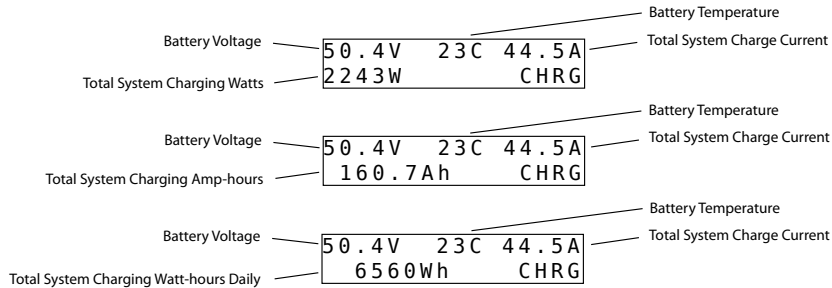 Battery Temperature
Battery Voltage
50.4V 23C 44.5A
Total System Charge Current
Total System Charging Watts
2243W CHRG
Battery Temperature
Battery Voltage
50.4V 23C 44.5A
Total System Charge Current
Total System Charging Amp-hours
160.7Ah CHRG
Battery Temperature
Battery Voltage
50.4V 23C 44.5A
Total System Charge Current
Total System Charging Watt-hours Daily
6560Wh CHRG